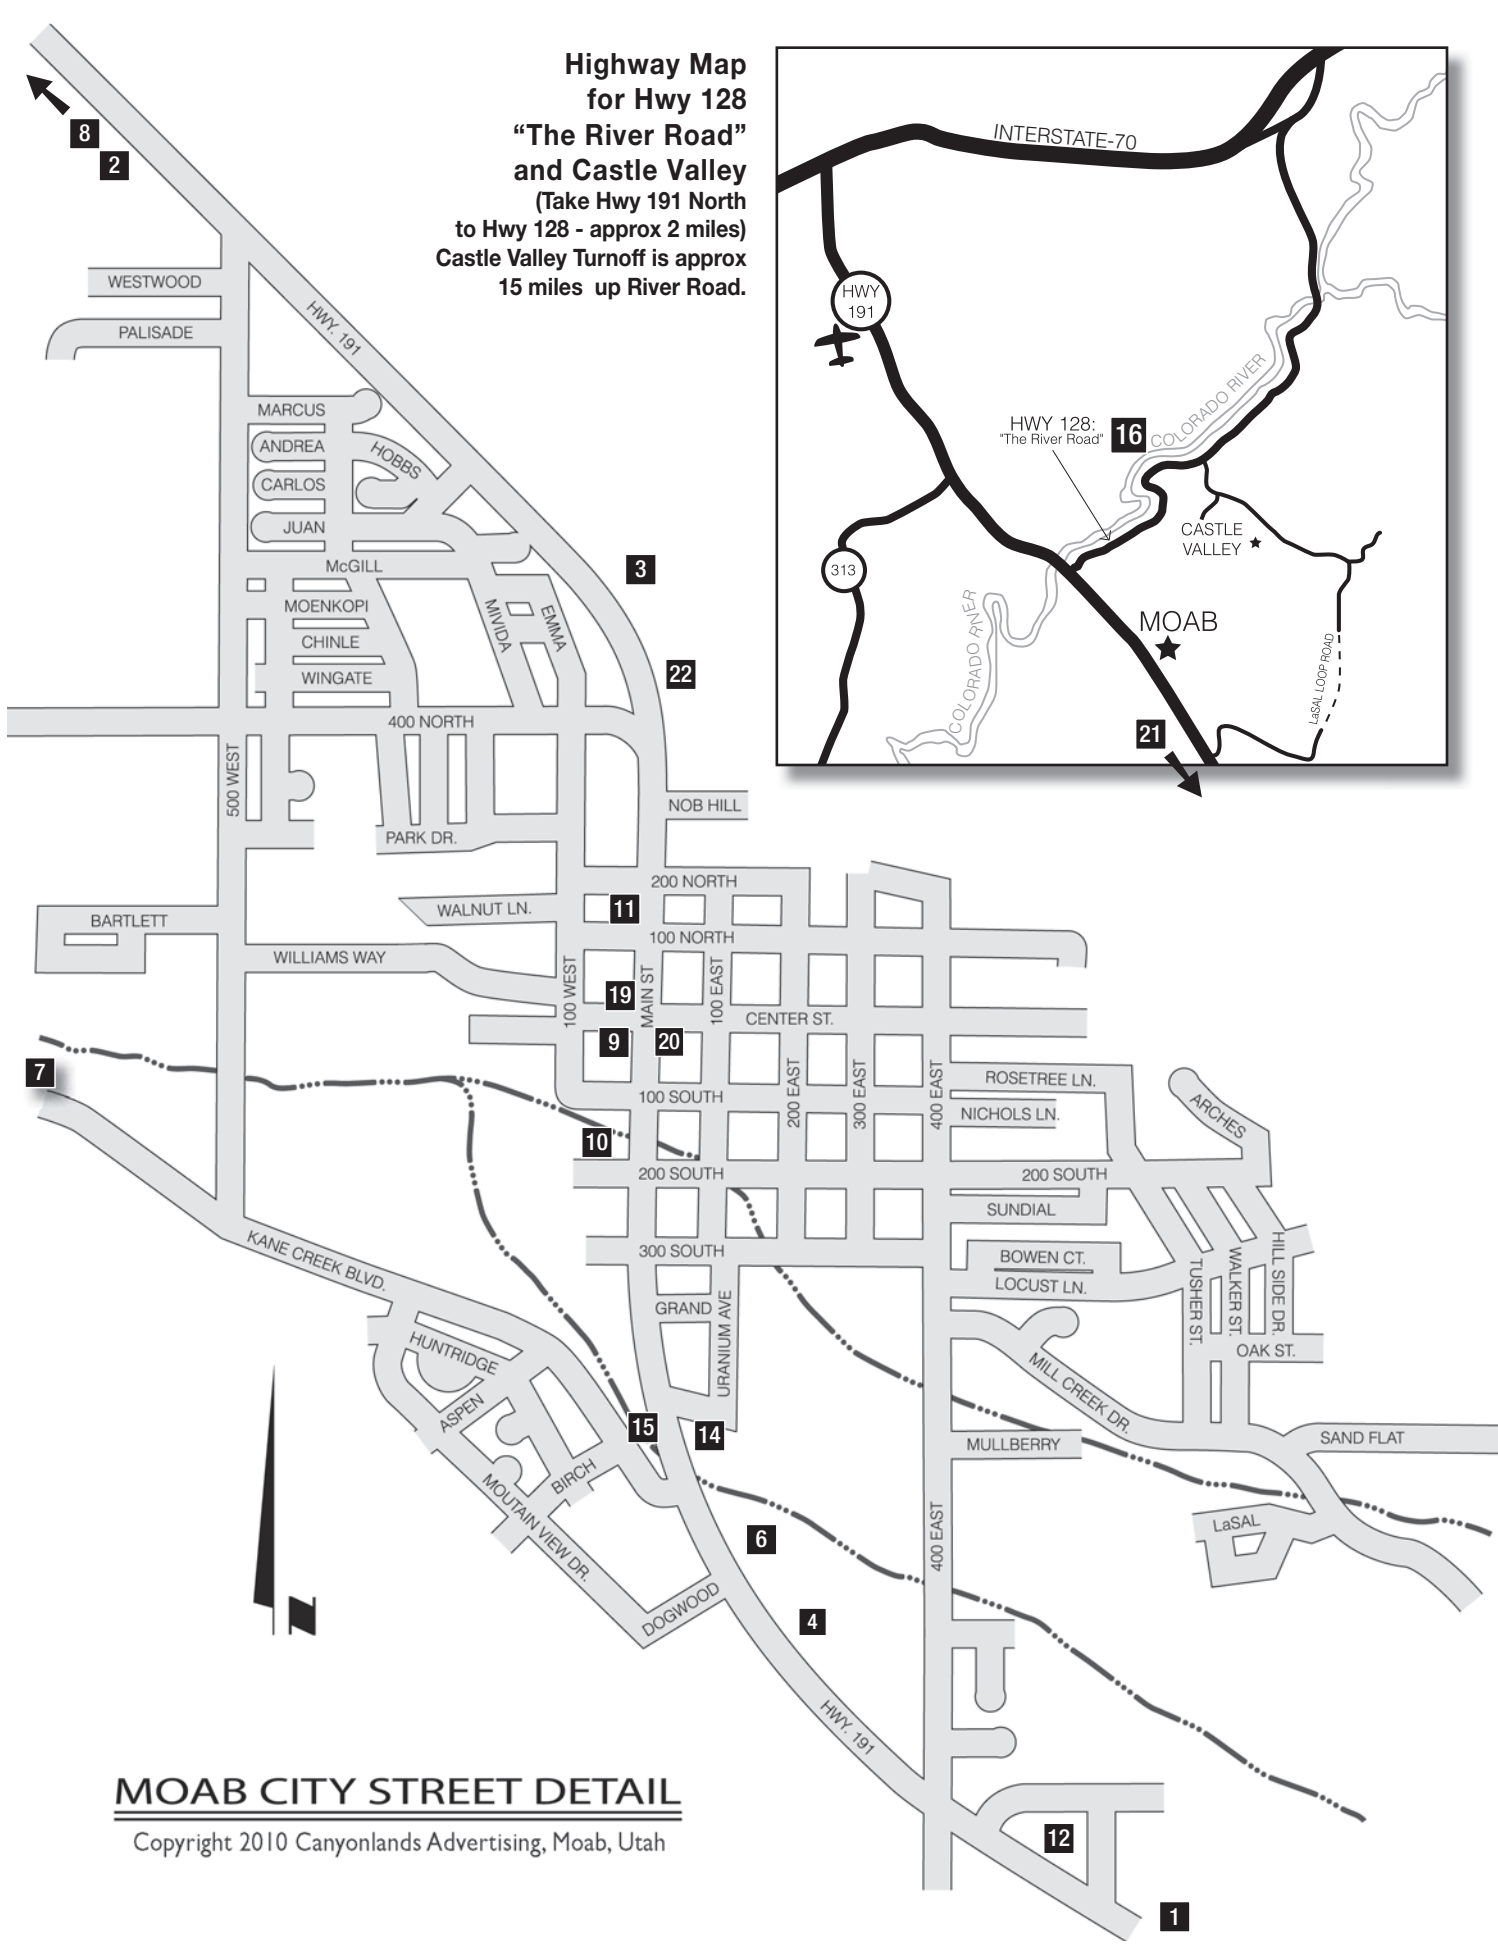 Highway Map
for Hwy 128
“The River Road”
and Castle Valley
(Take Hwy 191 North
to Hwy 128 - approx 2 miles)
Castle Valley Turnoff is approx
15 miles up River Road.
INTERSTATE-70
HWY
191
COLORADO RIVER
HWY 128:
"The River Road"
16
CASTLE
VALLEY
313
MOAB
COLORADO RIVER
LaSAL LOOP ROAD
21
8
2
WESTWOOD
PALISADE
HWY. 191
MARCUS
ANDREA
HOBBS
CARLOS
JUAN
McGILL
3
MOENKOPI
MIVIDA
EMMA
CHINLE
WINGATE
22
400 NORTH
500 WEST
NOB HILL
PARK DR.
200 NORTH
11
WALNUT LN.
BARTLETT
100 NORTH
WILLIAMS WAY
100 WEST
19
MAIN ST
100 EAST
CENTER ST.
9
20
7
200 EAST
300 EAST
400 EAST
ROSETREE LN.
100 SOUTH
NICHOLS LN.
ARCHES
10
200 SOUTH
200 SOUTH
SUNDIAL
KANE CREEK BLVD.
300 SOUTH
BOWEN CT.
LOCUST LN.
TUSHER ST.
WALKER ST.
HILL SIDE DR.
GRAND
URANIUM AVE
HUNTRIDGE
OAK ST.
MILL CREEK DR.
ASPEN
15
14
MULLBERRY
SAND FLAT
BIRCH
MOUTAIN VIEW DR.
LaSAL
6
400 EAST
DOGWOOD
4
N
HWY. 191
MOAB CITY STREET DETAIL
Copyright 2010 Canyonlands Advertising, Moab, Utah
12
1